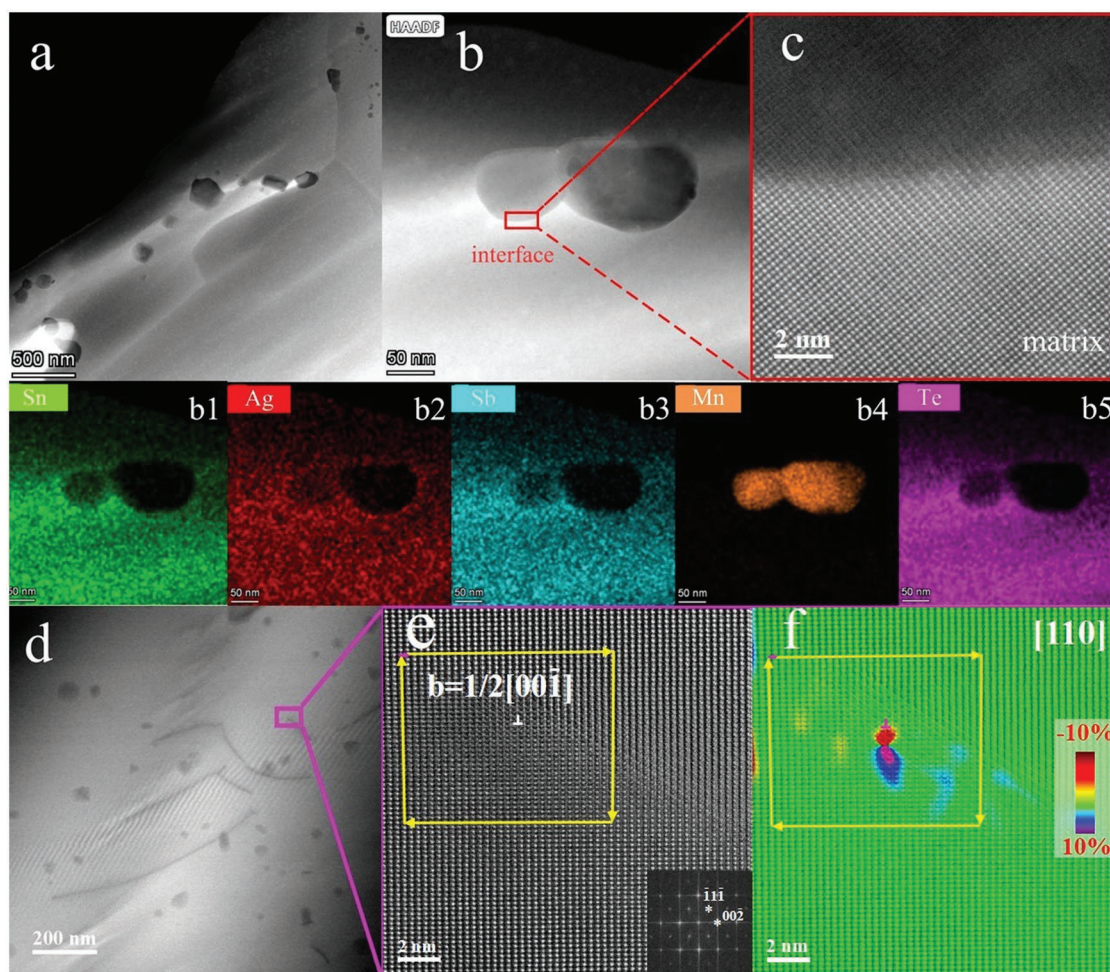 a
HAADF
b
c
interface
500 nm
50 nm
2 nm
matrix
Sn
b1
Ag
b2
Sb
b3
Mn
b4
Te
b5
50 nm
50 nm
50 nm
50 nm
50 nm
d
e
f
[110]
b=1/2[001̄]
⊥
-10%
10%
1̄11̄
*
002̄
*
200 nm
2 nm
2 nm